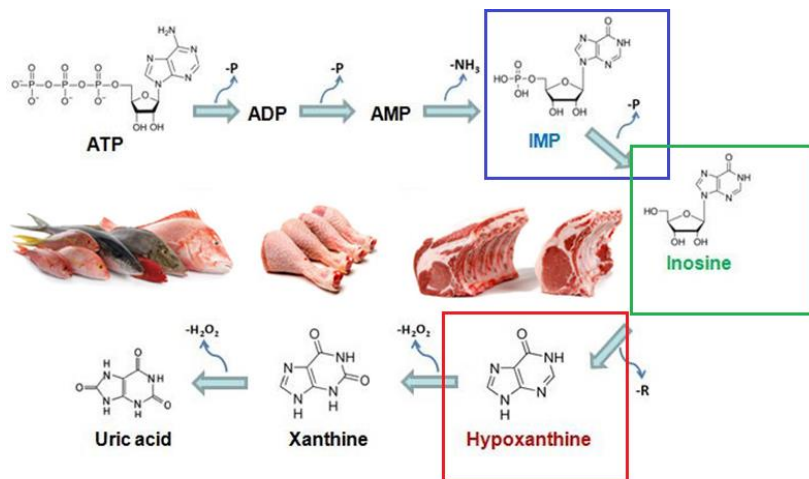 -P
-P
-NH₃
ATP
ADP
AMP
IMP
-P
Inosine
-R
-H₂O₂
-H₂O₂
Uric acid
Xanthine
Hypoxanthine